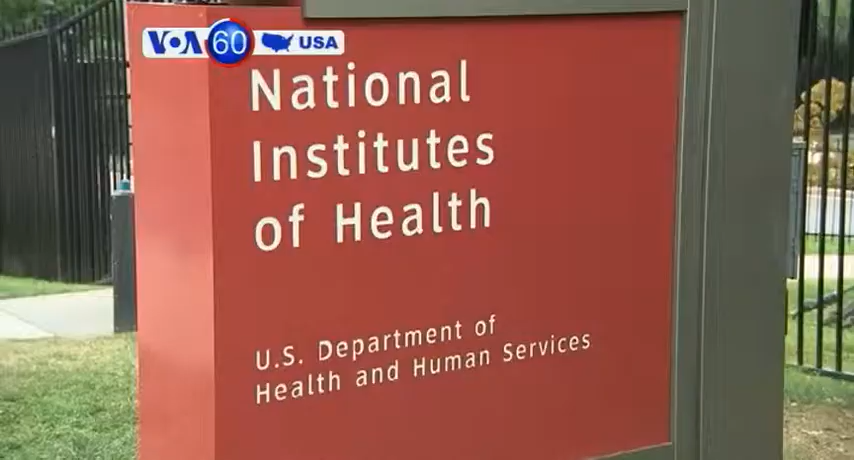 VOA 60 USA
National
Institutes
of Health
U.S. Department of
Health and Human Services